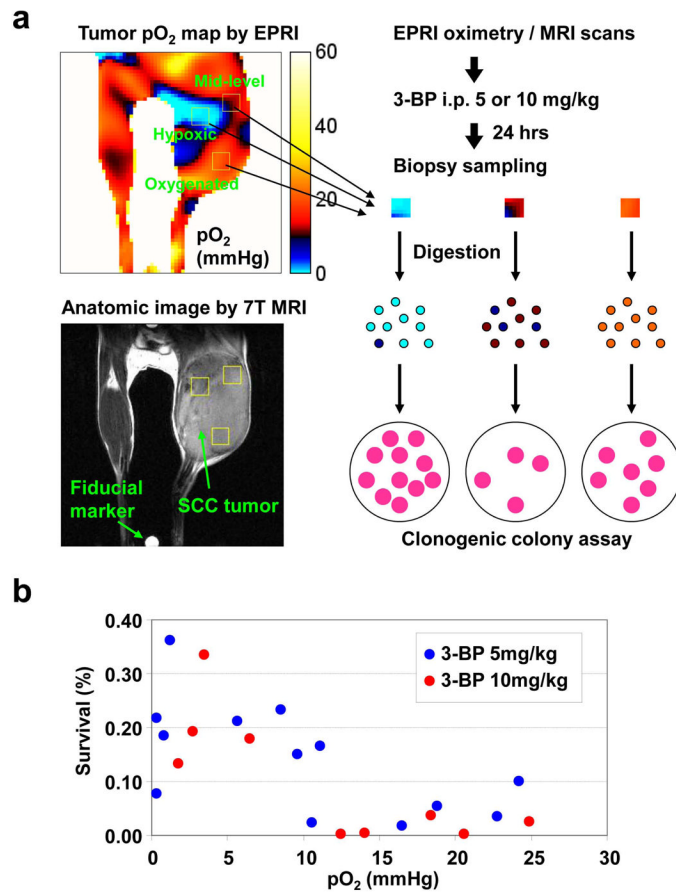 a
Tumor pO2 map by EPRI
60
40
20
0
Mid-level
Hypoxic
Oxygenated
pO2
(mmHg)
Anatomic image by 7T MRI
Fiducial
marker
SCC tumor
EPRI oximetry / MRI scans
3-BP i.p. 5 or 10 mg/kg
24 hrs
Biopsy sampling
Digestion
Clonogenic colony assay
b
Survival (%)
0.40
0.30
0.20
0.10
0.00
3-BP 5mg/kg
3-BP 10mg/kg
0 5 10 15 20 25 30
pO2 (mmHg)